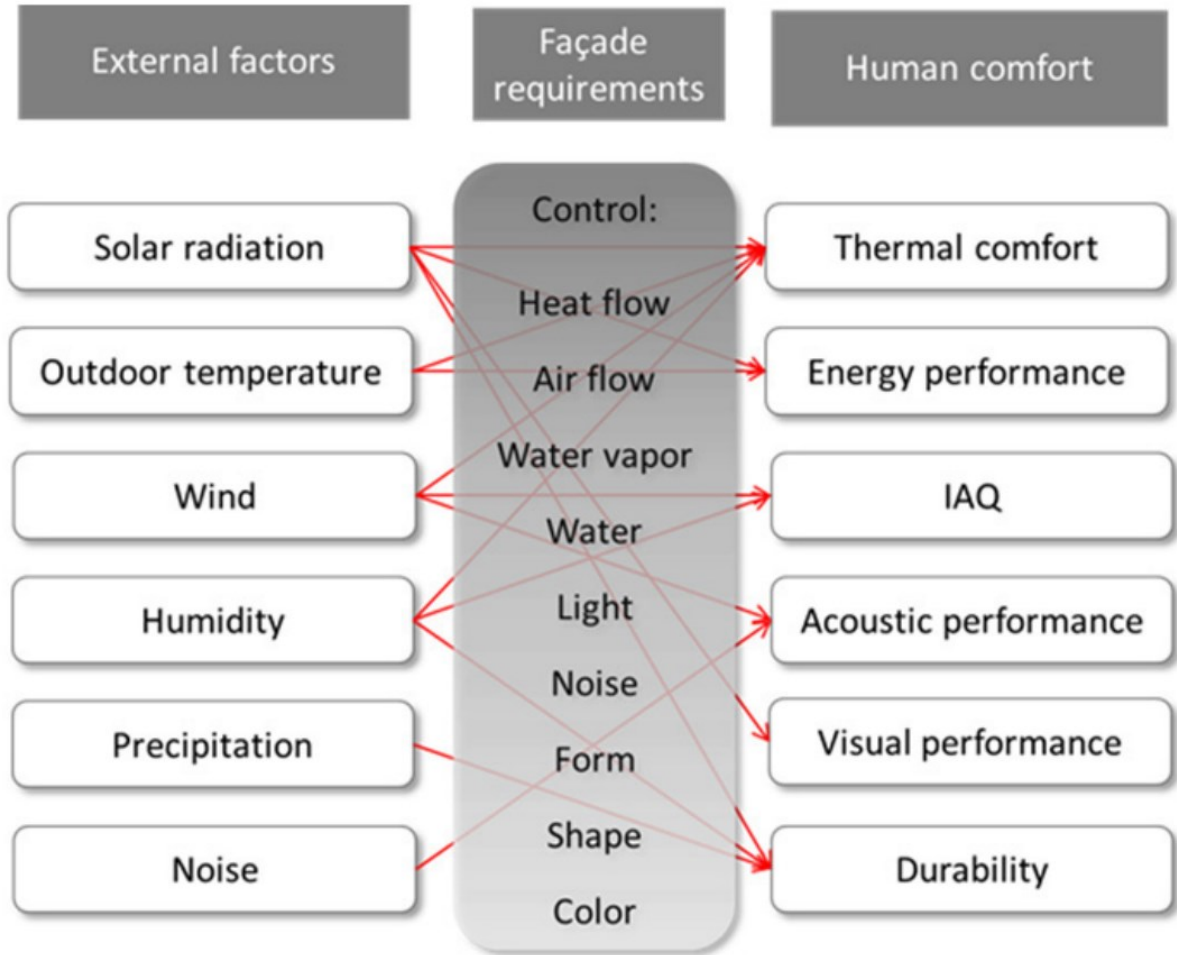 External factors
Façade
requirements
Human comfort
Control:
Solar radiation
Thermal comfort
Heat flow
Outdoor temperature
Air flow
Energy performance
Water vapor
Wind
IAQ
Water
Humidity
Light
Acoustic performance
Noise
Precipitation
Form
Visual performance
Shape
Noise
Durability
Color